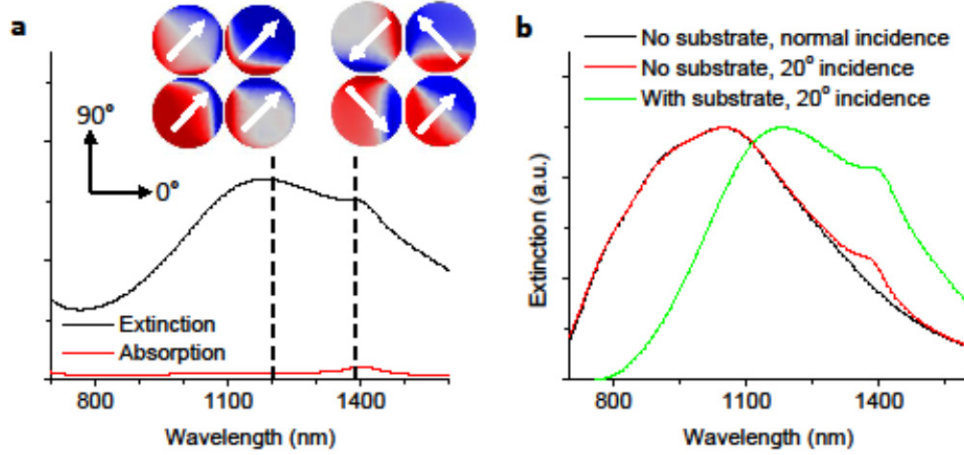 a
90°
0°
Extinction
Absorption
800
1100
1400
Wavelength (nm)
b
No substrate, normal incidence
No substrate, 20° incidence
With substrate, 20° incidence
Extinction (a.u.)
800
1100
1400
Wavelength (nm)